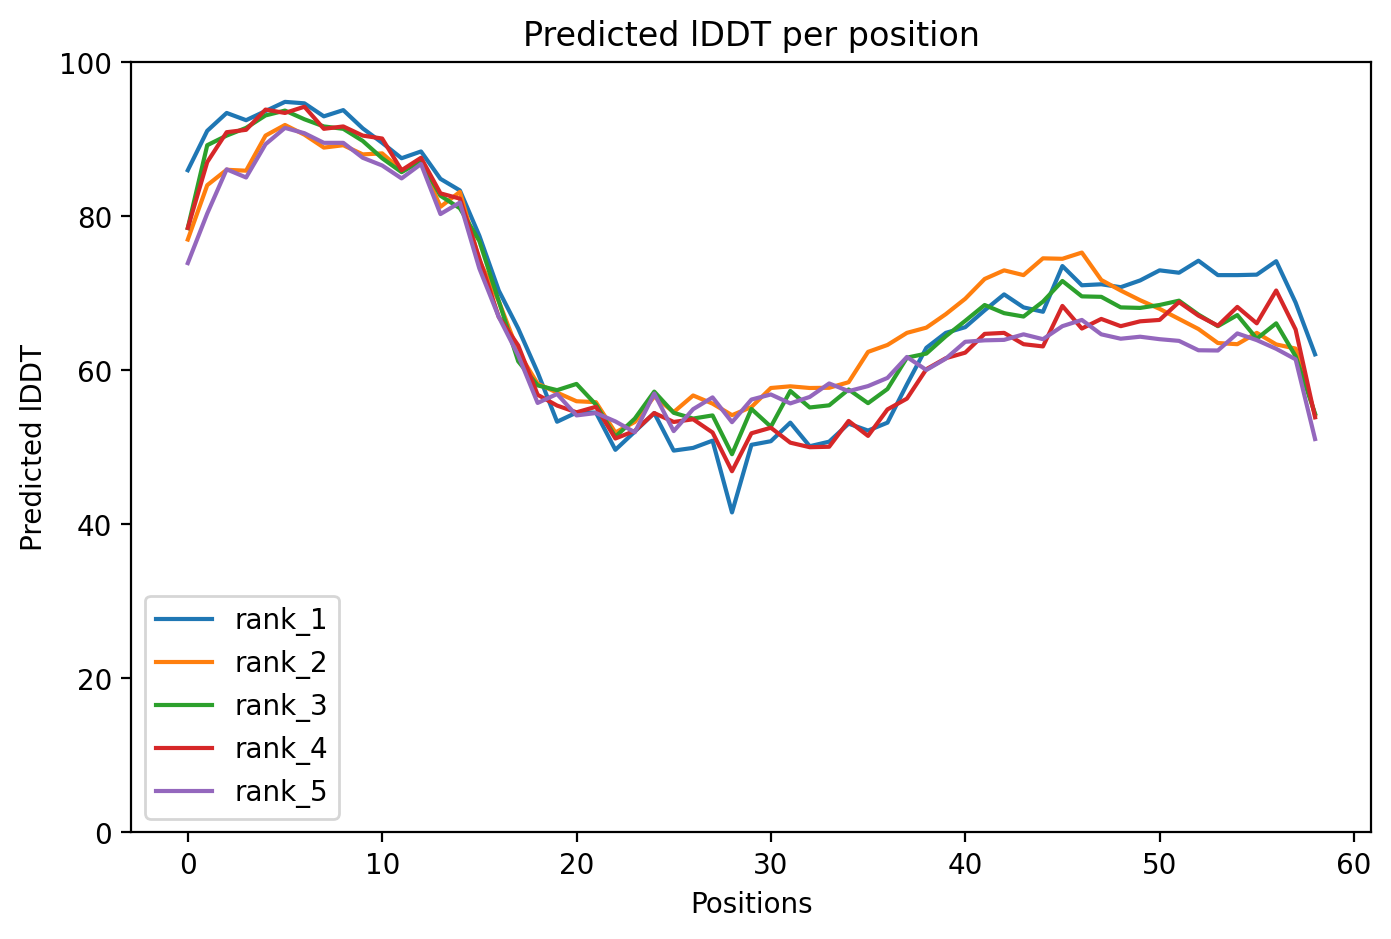 Predicted lDDT per position
100
80
60
40
20
0
Predicted lDDT
rank_1
rank_2
rank_3
rank_4
rank_5
0 10 20 30 40 50 60
Positions